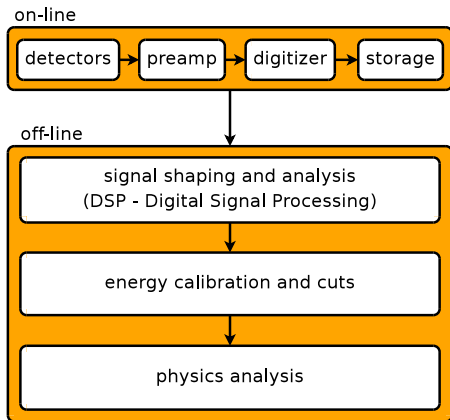 on-line
detectors preamp digitizer storage
off-line
signal shaping and analysis
(DSP - Digital Signal Processing)
energy calibration and cuts
physics analysis